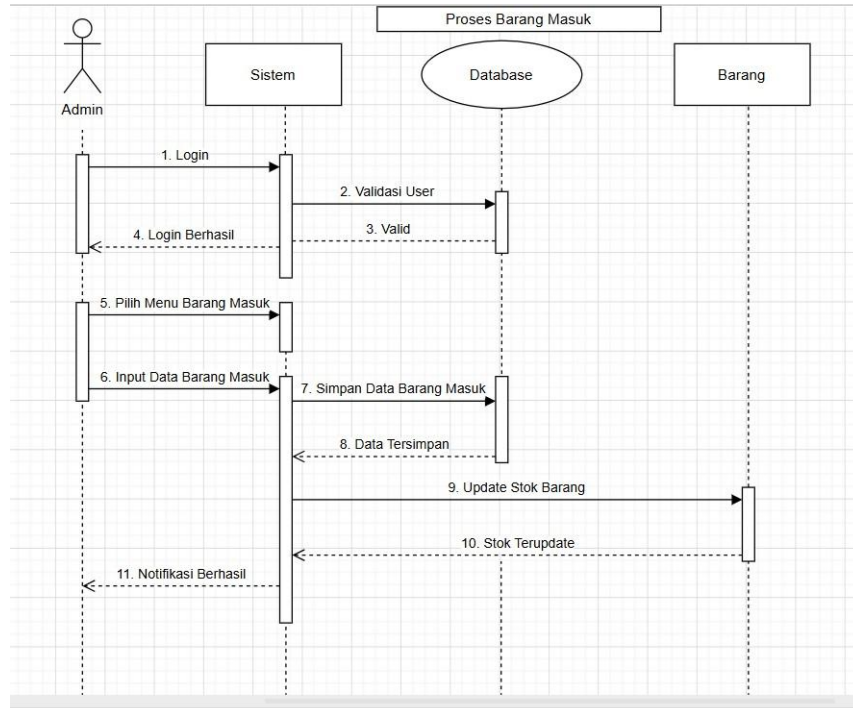 Proses Barang Masuk
Sistem
Database
Barang
Admin
1. Login
2. Validasi User
3. Valid
4. Login Berhasil
5. Pilih Menu Barang Masuk
6. Input Data Barang Masuk
7. Simpan Data Barang Masuk
8. Data Tersimpan
9. Update Stok Barang
10. Stok Terupdate
11. Notifikasi Berhasil